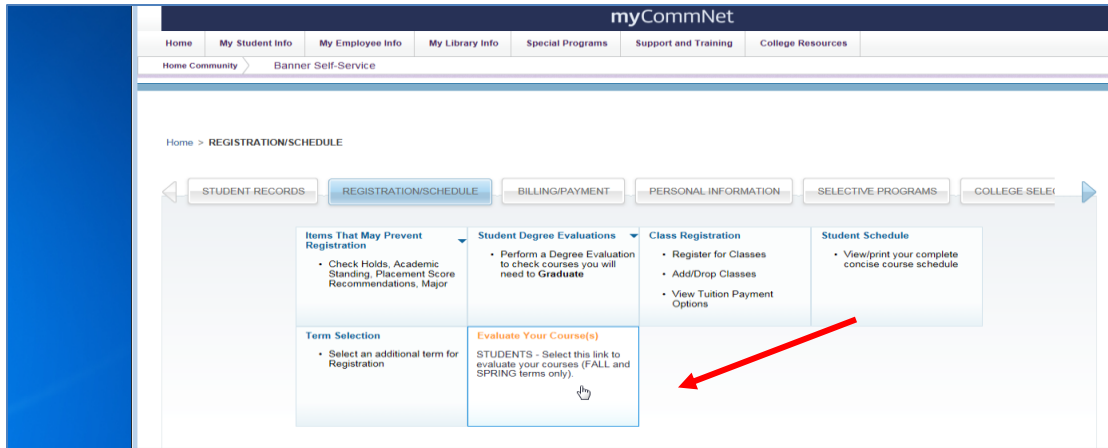 myCommNet
Home My Student Info My Employee Info My Library Info Special Programs Support and Training College Resources
Home Community Banner Self-Service
Home > REGISTRATION/SCHEDULE
STUDENT RECORDS REGISTRATION/SCHEDULE BILLING/PAYMENT PERSONAL INFORMATION SELECTIVE PROGRAMS COLLEGE SELE
Items That May Prevent
Registration
• Check Holds, Academic
Standing, Placement Score
Recommendations, Major
Student Degree Evaluations
• Perform a Degree Evaluation
to check courses you will
need to Graduate
Class Registration
• Register for Classes
• Add/Drop Classes
• View Tuition Payment
Options
Student Schedule
• View/print your complete
concise course schedule
Term Selection
• Select an additional term for
Registration
Evaluate Your Course(s)
STUDENTS - Select this link to
evaluate your courses (FALL and
SPRING terms only).